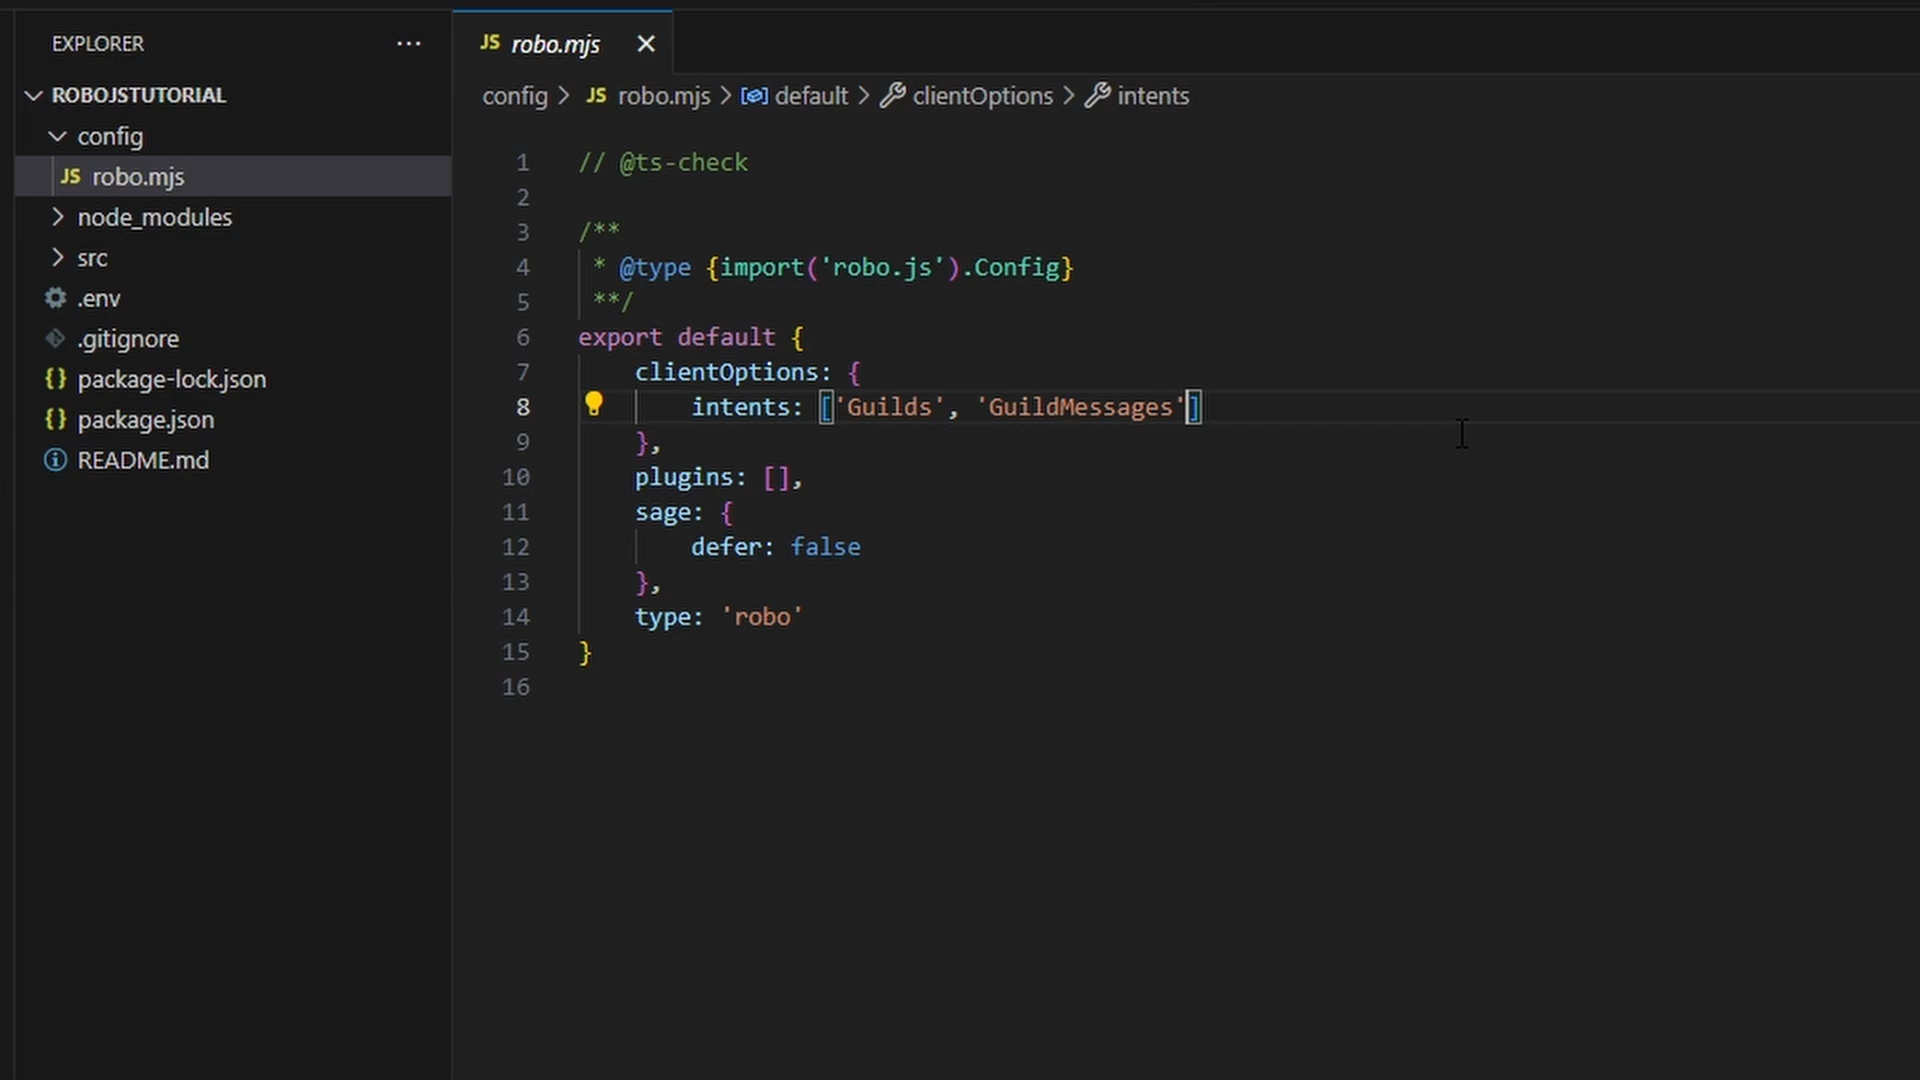 EXPLORER
ROBOJSTUTORIAL
config
JS robo.mjs
node_modules
src
.env
.gitignore
{} package-lock.json
{} package.json
README.md
JS robo.mjs
config > JS robo.mjs > default > clientOptions > intents
1 // @ts-check
2
3 /**
4 * @type {import('robo.js').Config}
5 **/
6 export default {
7 clientOptions: {
8 intents: ['Guilds', 'GuildMessages']
9 },
10 plugins: [],
11 sage: {
12 defer: false
13 },
14 type: 'robo'
15 }
16